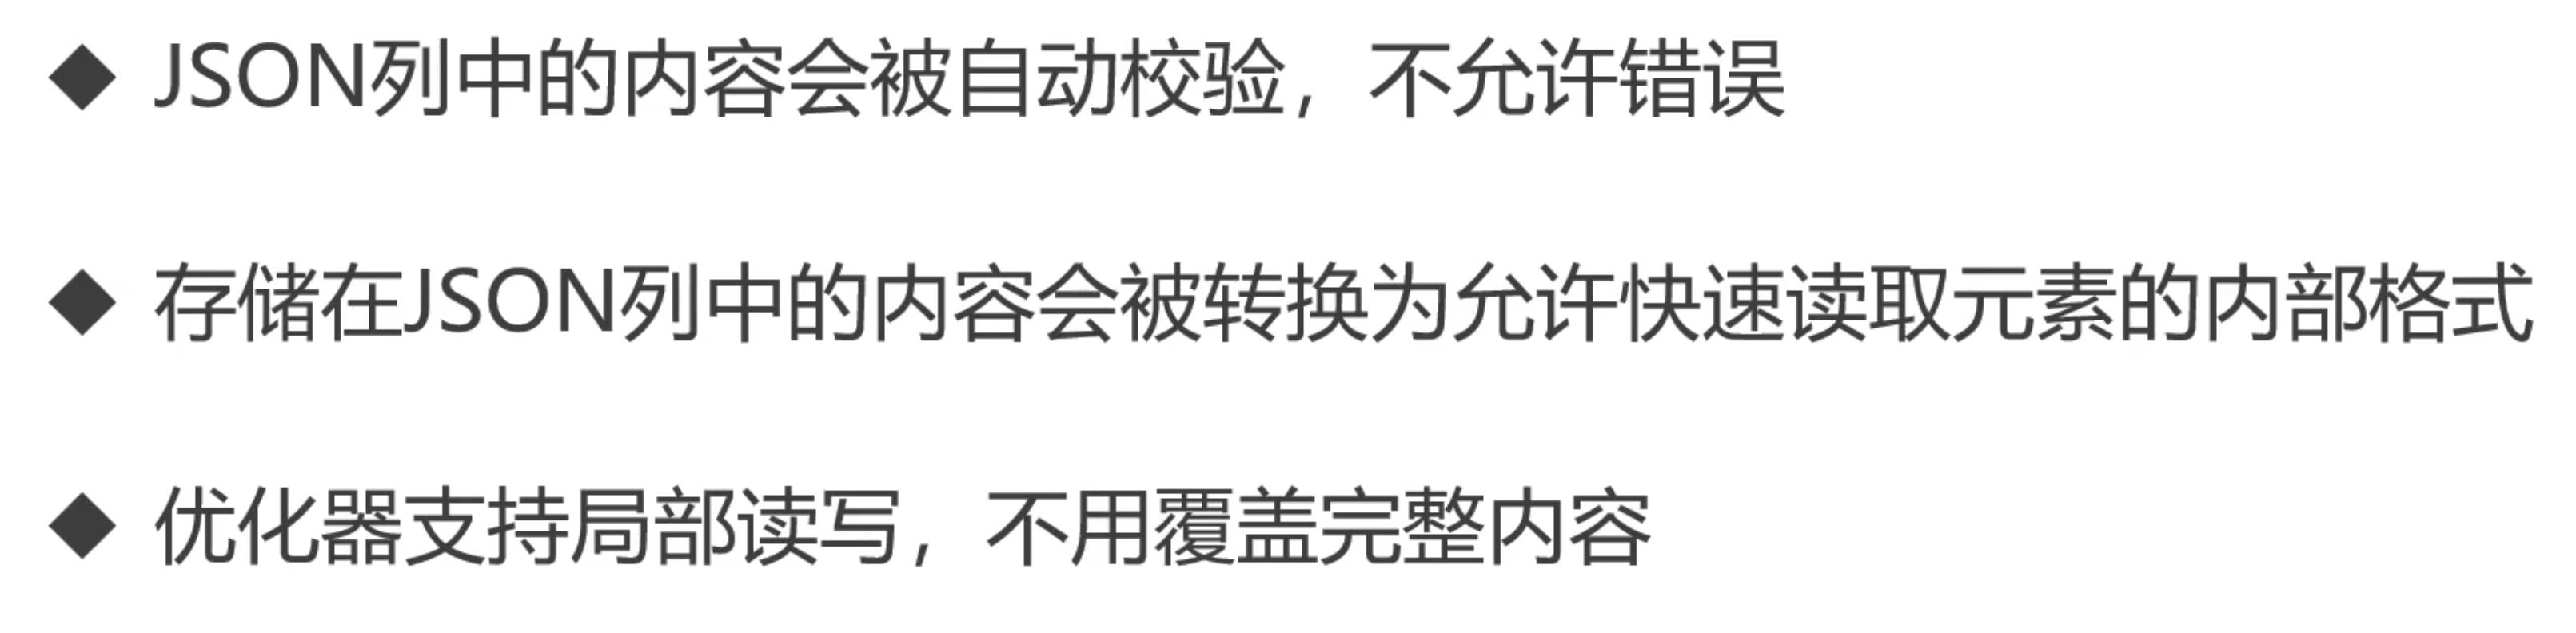 ◆ JSON列中的内容会被自动校验，不允许错误
◆ 存储在JSON列中的内容会被转换为允许快速读取元素的内部格式
◆ 优化器支持局部读写，不用覆盖完整内容